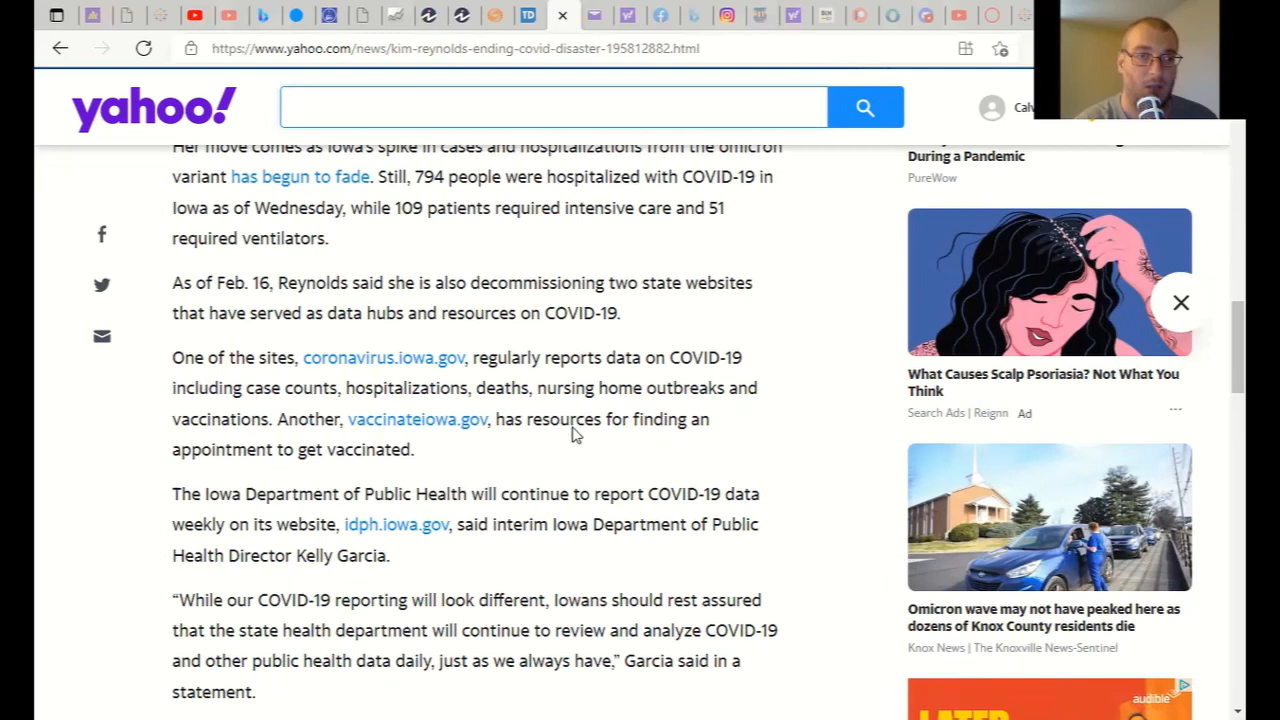 https://www.yahoo.com/news/kim-reynolds-ending-covid-disaster-195812882.html
yahoo!
Her move comes as Iowa's spike in cases and hospitalizations from the omicron
variant has begun to fade. Still, 794 people were hospitalized with COVID-19 in
Iowa as of Wednesday, while 109 patients required intensive care and 51
required ventilators.
As of Feb. 16, Reynolds said she is also decommissioning two state websites
that have served as data hubs and resources on COVID-19.
One of the sites, coronavirus.iowa.gov, regularly reports data on COVID-19
including case counts, hospitalizations, deaths, nursing home outbreaks and
vaccinations. Another, vaccinateiowa.gov, has resources for finding an
appointment to get vaccinated.
The Iowa Department of Public Health will continue to report COVID-19 data
weekly on its website, idph.iowa.gov, said interim Iowa Department of Public
Health Director Kelly Garcia.
“While our COVID-19 reporting will look different, Iowans should rest assured
that the state health department will continue to review and analyze COVID-19
and other public health data daily, just as we always have,” Garcia said in a
statement.
During a Pandemic
PureWow
What Causes Scalp Psoriasis? Not What You
Think
Search Ads | Reignn Ad
Omicron wave may not have peaked here as
dozens of Knox County residents die
Knox News | The Knoxville News-Sentinel
audible
LATER